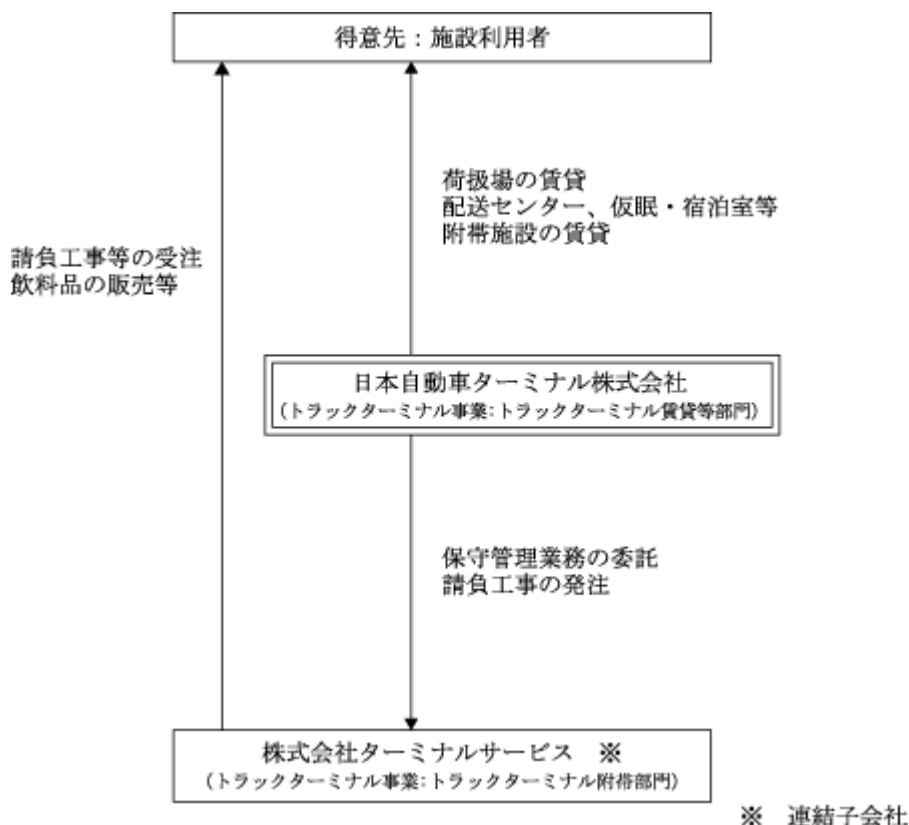 得意先：施設利用者
荷扱場の賃貸
配送センター、仮眠・宿泊室等
附帯施設の賃貸
請負工事等の受注
飲料品の販売等
日本自動車ターミナル株式会社
（トラックターミナル事業：トラックターミナル賃貸等部門）
保守管理業務の委託
請負工事の発注
株式会社ターミナルサービス　※
（トラックターミナル事業：トラックターミナル附帯部門）
※　連結子会社